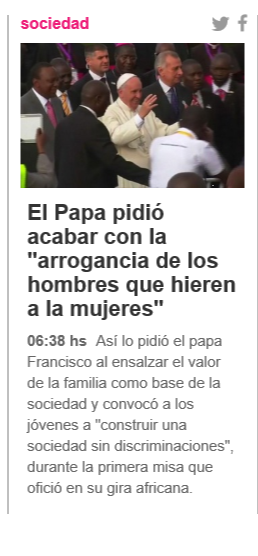 sociedad
El Papa pidió
acabar con la
"arrogancia de los
hombres que hieren
a la mujeres"
06:38 hs Así lo pidió el papa
Francisco al ensalzar el valor
de la familia como base de la
sociedad y convocó a los
jóvenes a "construir una
sociedad sin discriminaciones",
durante la primera misa que
ofició en su gira africana.